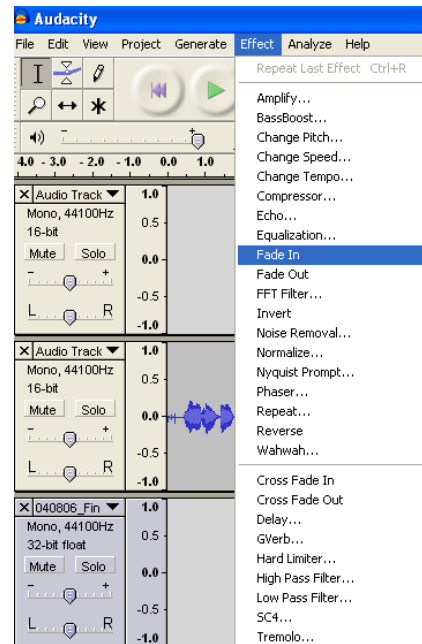 Audacity
File Edit View Project Generate Effect Analyze Help
Repeat Last Effect Ctrl+R
Amplify...
BassBoost...
Change Pitch...
Change Speed...
Change Tempo...
Compressor...
Echo...
Equalization...
Fade In
Fade Out
FFT Filter...
Invert
Noise Removal...
Normalize...
Nyquist Prompt...
Phaser...
Repeat...
Reverse
Wahwah...
Cross Fade In
Cross Fade Out
Delay...
GVerb...
Hard Limiter...
High Pass Filter...
Low Pass Filter...
SC4...
Tremolo...
4.0 - 3.0 - 2.0 - 1.0 0.0 1.0
X Audio Track 1.0
Mono, 44100Hz
16-bit 0.5
Mute Solo 0.0
- +
-0.5
L R
-1.0
X Audio Track 1.0
Mono, 44100Hz
16-bit 0.5
Mute Solo 0.0
- +
-0.5
L R
-1.0
X 040806_Fin 1.0
Mono, 44100Hz
32-bit float 0.5
Mute Solo 0.0
- +
-0.5
L R
-1.0